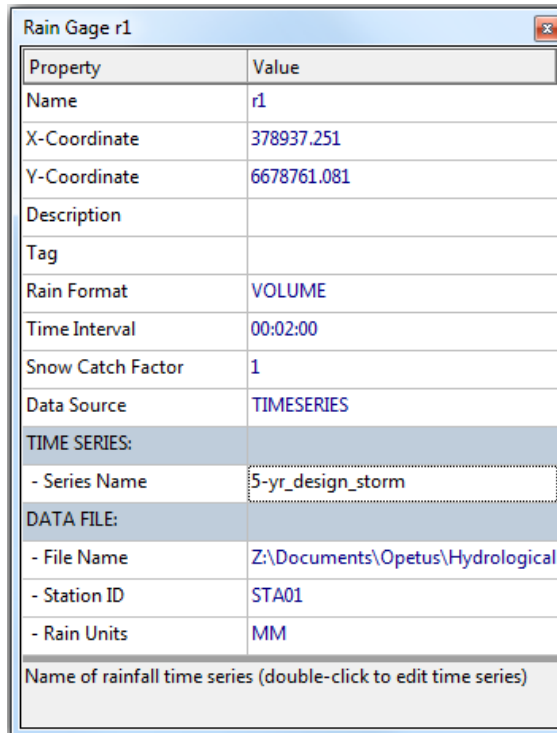 Rain Gage r1
Property Value
Name r1
X-Coordinate 378937.251
Y-Coordinate 6678761.081
Description
Tag
Rain Format VOLUME
Time Interval 00:02:00
Snow Catch Factor 1
Data Source TIMESERIES
TIME SERIES:
- Series Name 5-yr_design_storm
DATA FILE:
- File Name Z:\Documents\Opetus\Hydrological
- Station ID STA01
- Rain Units MM
Name of rainfall time series (double-click to edit time series)